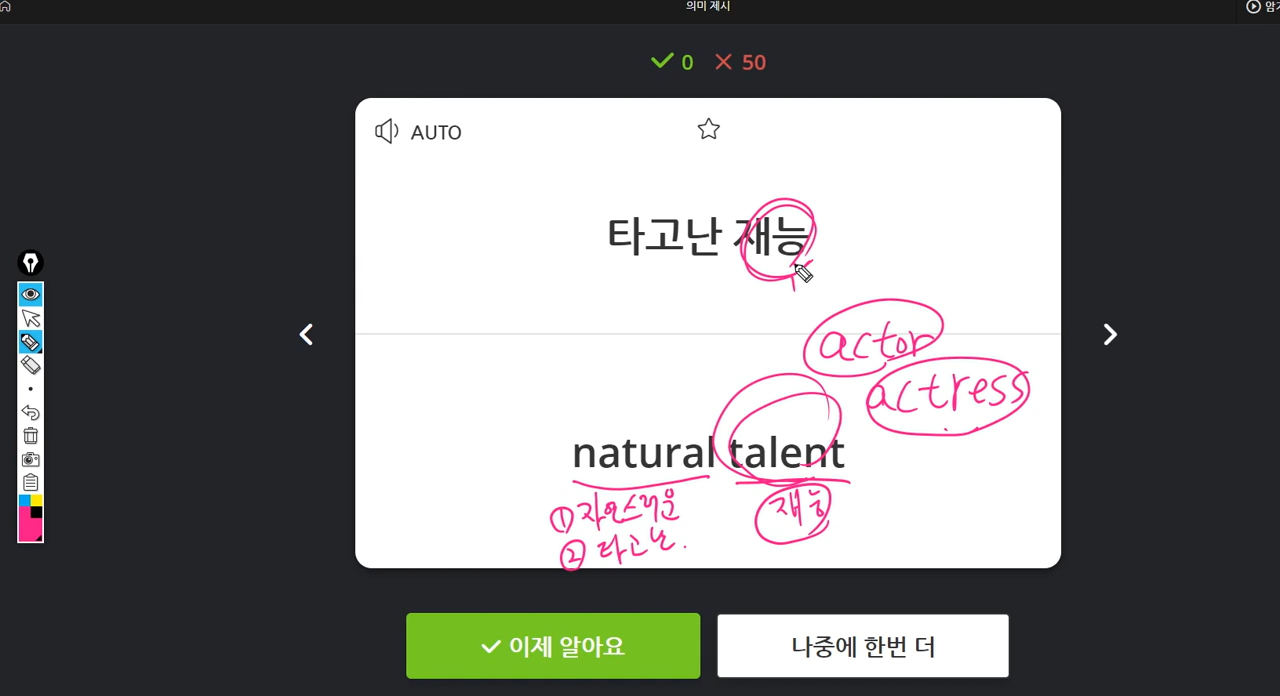 의미 제시
암기
0 50
AUTO
타고난 재능
actor
actress
natural talent
① 자연스러운
재능
② 타고난.
이제 알아요
나중에 한번 더